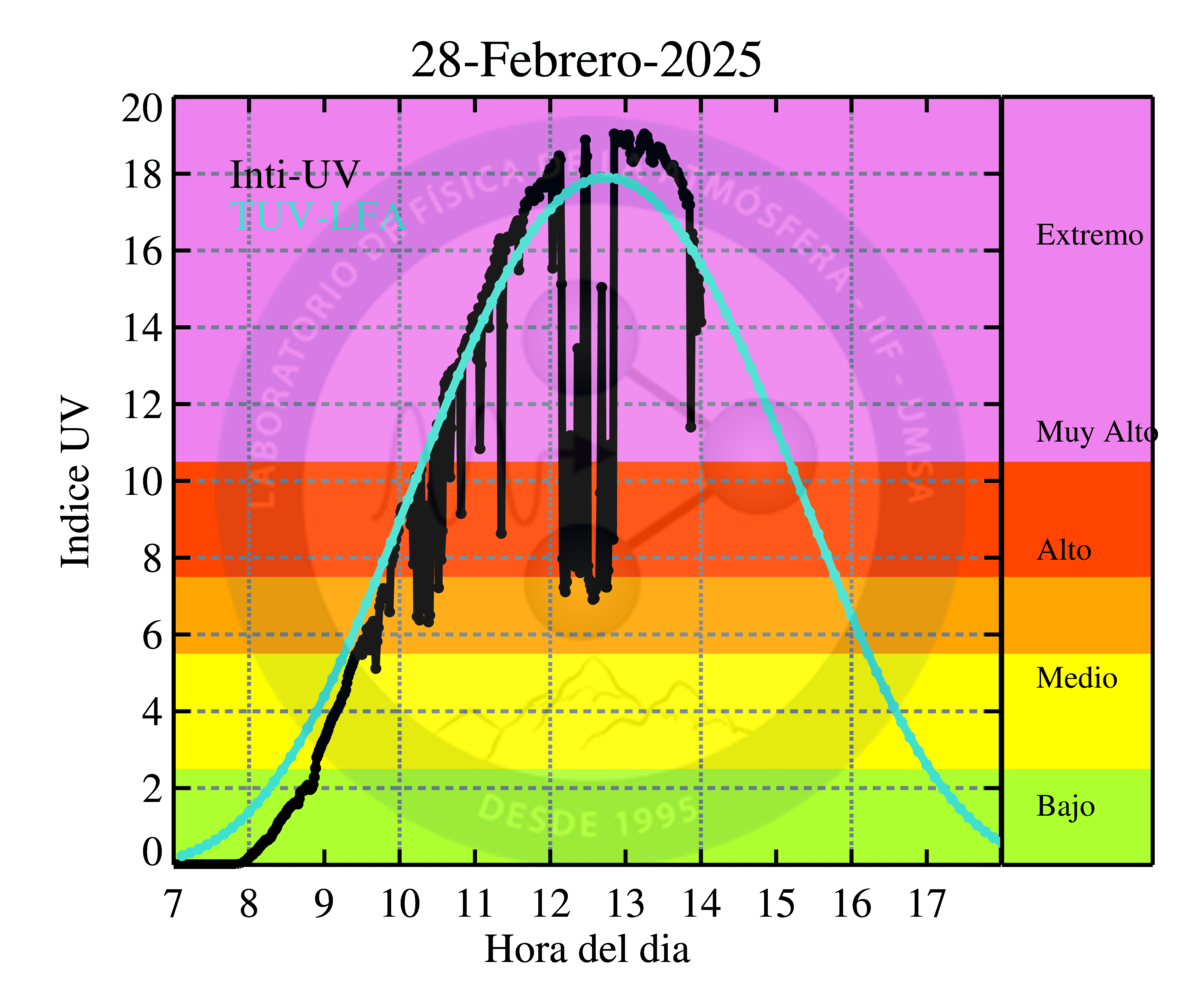 28-Febrero-2025
Indice UV
20
18
16
14
12
10
8
6
4
2
0
Inti-UV
TUV-LFA
LABORATORIO DE FÍSICA DE LA ATMÓSFERA - IIF - UMSA
DESDE 1995
Extremo
Muy Alto
Alto
Medio
Bajo
7 8 9 10 11 12 13 14 15 16 17
Hora del dia